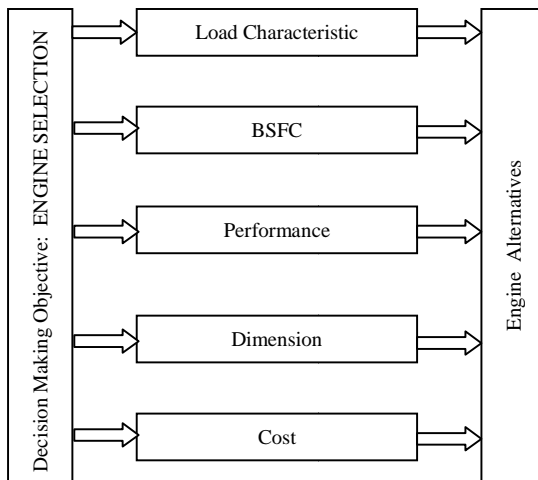 Decision Making Objective: ENGINE SELECTION
Load Characteristic
BSFC
Performance
Dimension
Cost
Engine Alternatives